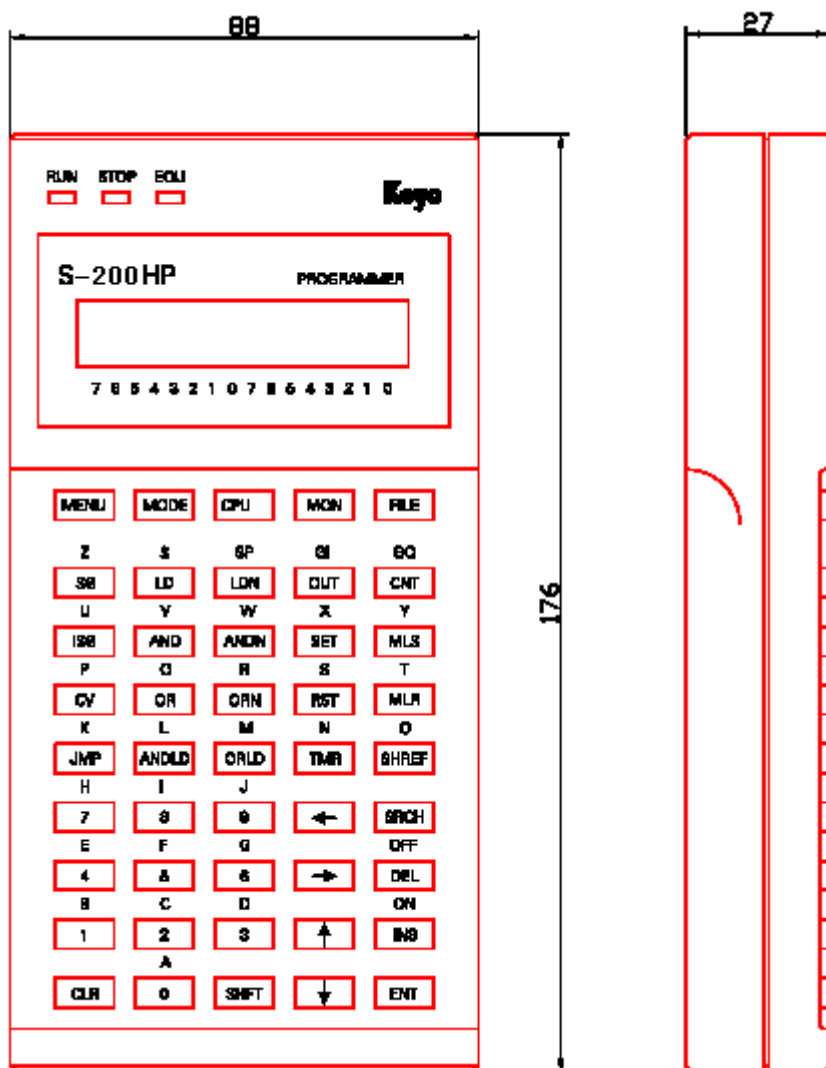 88 27
RUN STOP
Koyo
S-200HP PROGRAMMER
7 6 5 4 3 2 1 0 7 6 5 4 3 2 1 0
176
MENU MODE CPU MON FILE
Z $ SP GI GQ
SG LD LDN OUT CNT
U V W X Y
ISG AND ANDN SET MLS
P Q R S T
CV OR ORN RST MLR
K L M N O
JMP ANDLD ORLD TMR SHREF
H I J
7 8 9 ← SRCH
E F G OFF
4 5 6 → DEL
B C D ON
1 2 3 ↑ INS
A
CLR 0 SHFT ↓ ENT